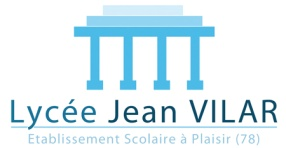 Lycée Jean VILAR
Etablissement Scolaire à Plaisir (78)